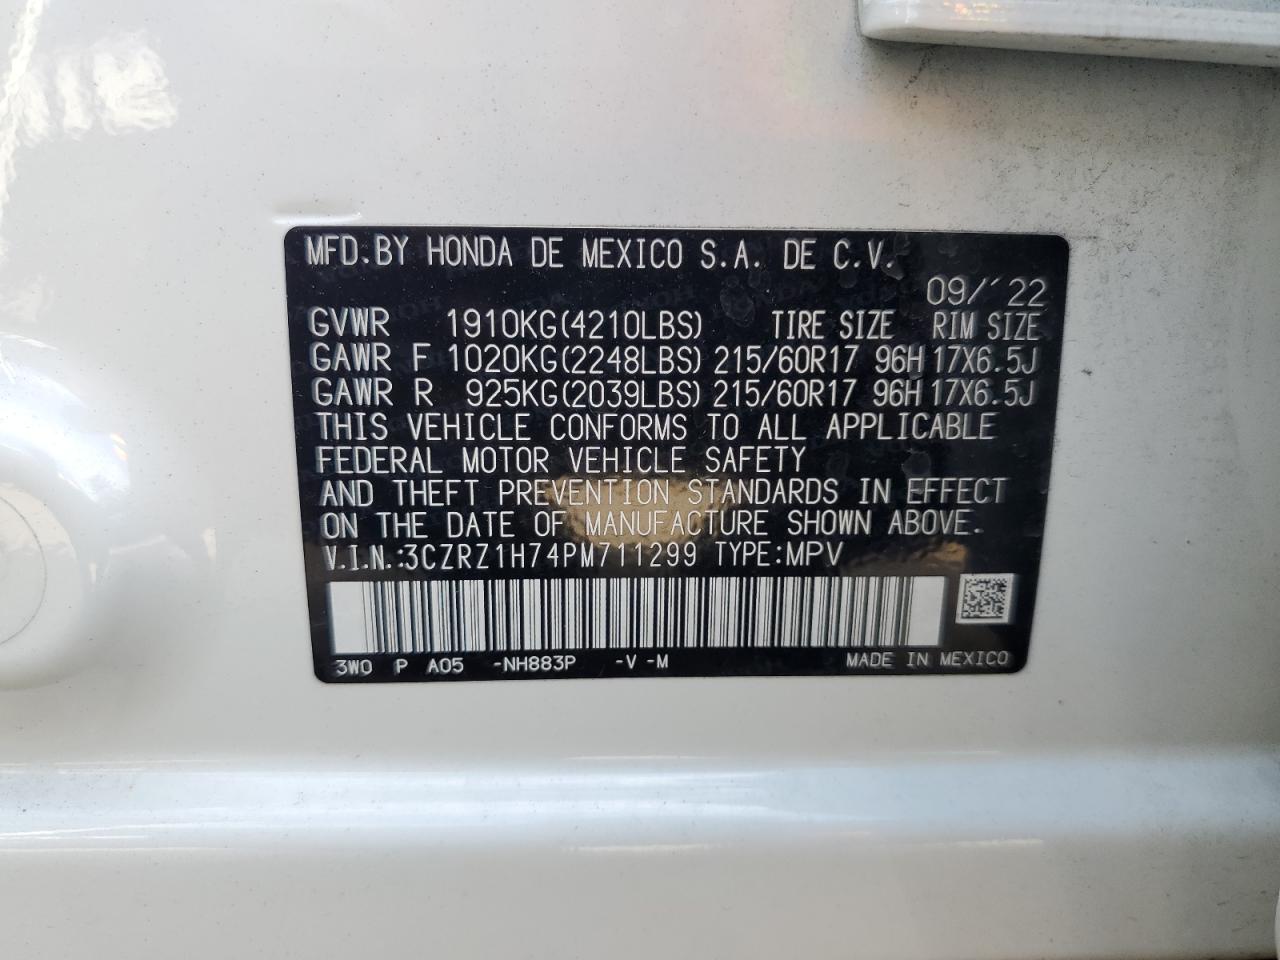 MFD.BY HONDA DE MEXICO S.A. DE C.V.
09/´22
GVWR 1910KG(4210LBS) TIRE SIZE RIM SIZE
GAWR F 1020KG(2248LBS) 215/60R17 96H 17X6.5J
GAWR R 925KG(2039LBS) 215/60R17 96H 17X6.5J
THIS VEHICLE CONFORMS TO ALL APPLICABLE
FEDERAL MOTOR VEHICLE SAFETY
AND THEFT PREVENTION STANDARDS IN EFFECT
ON THE DATE OF MANUFACTURE SHOWN ABOVE.
V.I.N.:3CZRZ1H74PM711299 TYPE:MPV
3W0 P A05 -NH883P -V -M MADE IN MEXICO